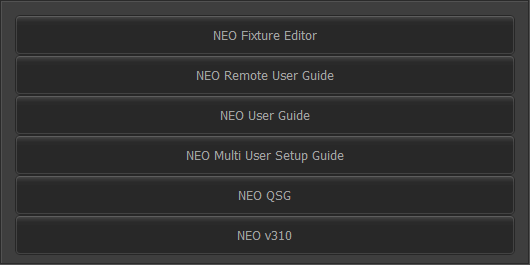 NEO Fixture Editor
NEO Remote User Guide
NEO User Guide
NEO Multi User Setup Guide
NEO QSG
NEO v310